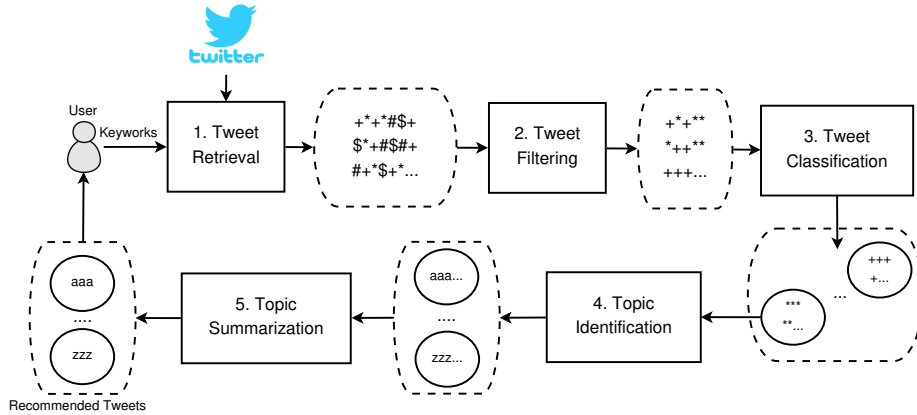 twitter
User
Keyworks
1. Tweet
Retrieval
+*+*#$+
$*+#$#+
#+*$+*...
2. Tweet
Filtering
+*+**
*++**
+++...
3. Tweet
Classification
+++
+...
...
***
**...
4. Topic
Identification
aaa...
....
zzz...
5. Topic
Summarization
aaa
....
zzz
Recommended Tweets